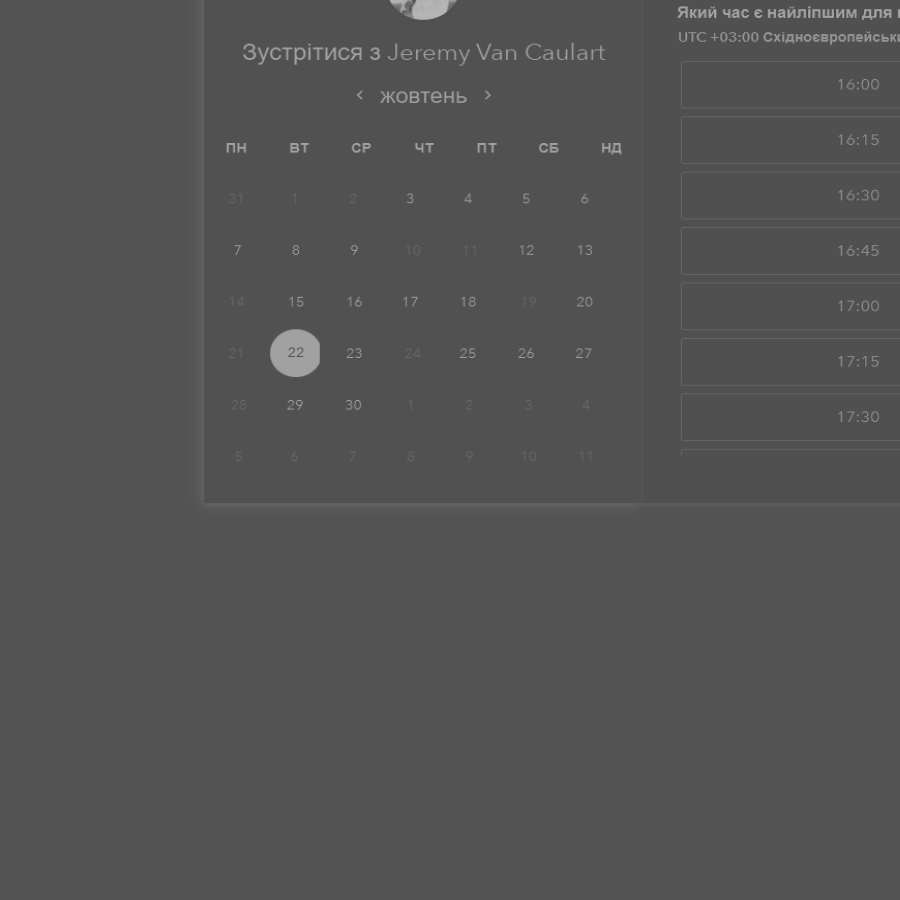 Зустрітися з Jeremy Van Caulart
‹ жовтень ›
ПН ВТ СР ЧТ ПТ СБ НД
31 1 2 3 4 5 6
7 8 9 10 11 12 13
14 15 16 17 18 19 20
21 22 23 24 25 26 27
28 29 30 1 2 3 4
5 6 7 8 9 10 11
Який час є найліпшим для
UTC +03:00
16:00
16:15
16:30
16:45
17:00
17:15
17:30